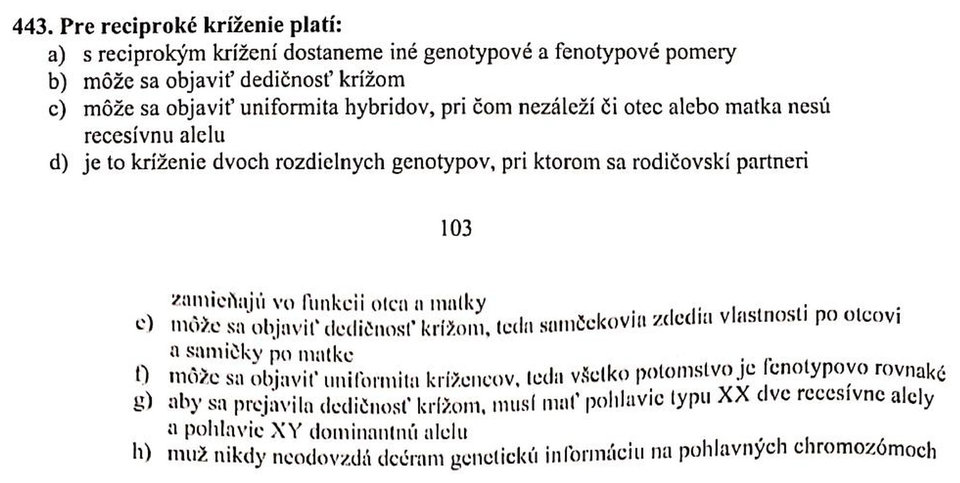 443. Pre reciproké kríženie platí:
a) s reciprokým krížení dostaneme iné genotypové a fenotypové pomery
b) môže sa objaviť dedičnosť krížom
c) môže sa objaviť uniformita hybridov, pri čom nezáleží či otec alebo matka nesú
recesívnu alelu
d) je to kríženie dvoch rozdielnych genotypov, pri ktorom sa rodičovskí partneri
103
zamieňajú vo funkcii otca a matky
e) môže sa objaviť dedičnosť krížom, teda samčekovia zdedia vlastnosti po otcovi
a samičky po matke
f) môže sa objaviť uniformita krížencov, teda všetko potomstvo je fenotypovo rovnaké
g) aby sa prejavila dedičnosť krížom, musí mať pohlavie typu XX dve recesívne alely
a pohlavie XY dominantnú alelu
h) muž nikdy neodovzdá dcéram genetickú informáciu na pohlavných chromozómoch